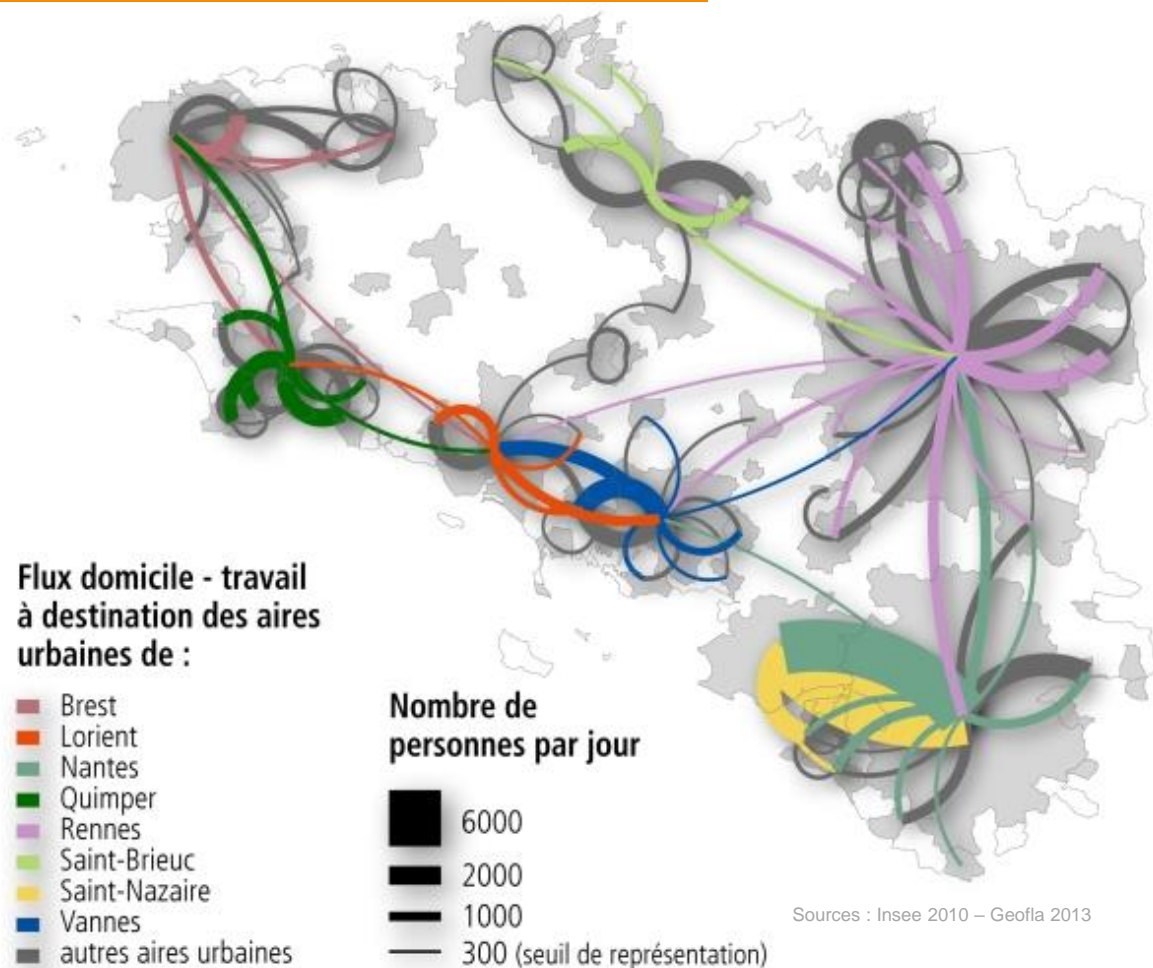 Flux domicile - travail
à destination des aires
urbaines de :
Brest
Lorient
Nantes
Quimper
Rennes
Saint-Brieuc
Saint-Nazaire
Vannes
autres aires urbaines
Nombre de
personnes par jour
6000
2000
1000
300 (seuil de représentation)
Sources : Insee 2010 – Geofla 2013